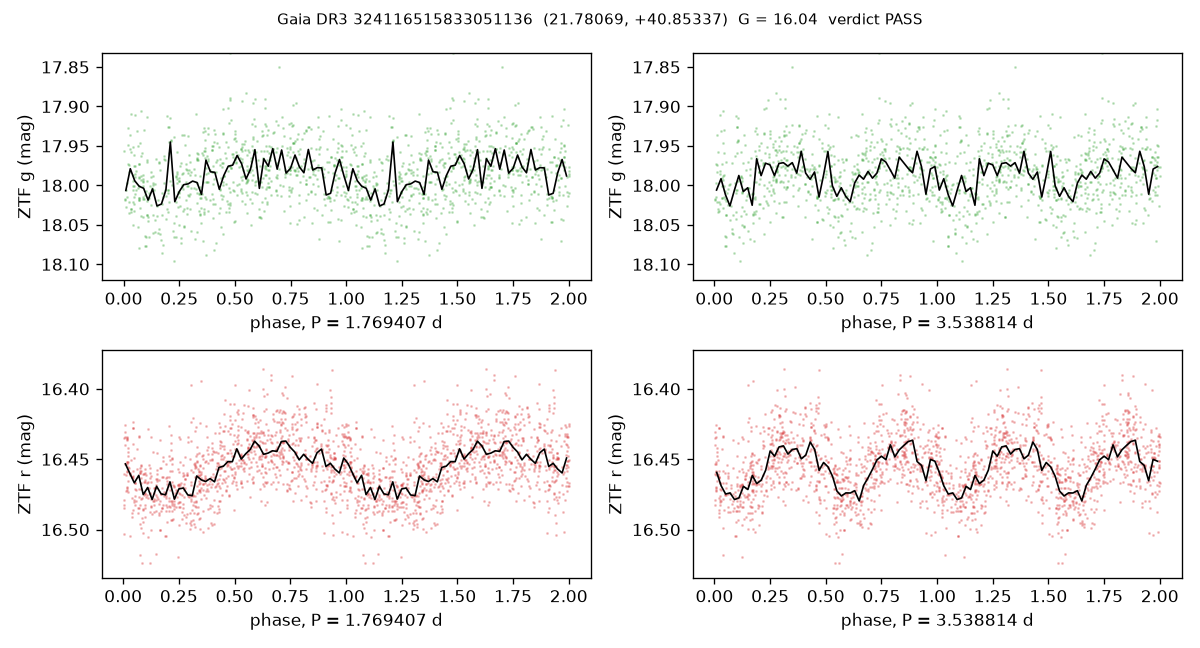 Gaia DR3 324116515833051136  (21.78069, +40.85337)  G = 16.04  verdict PASS
ZTF g (mag)
17.85
17.90
17.95
18.00
18.05
18.10
0.00 0.25 0.50 0.75 1.00 1.25 1.50 1.75 2.00
phase, P = 1.769407 d
ZTF g (mag)
17.85
17.90
17.95
18.00
18.05
18.10
0.00 0.25 0.50 0.75 1.00 1.25 1.50 1.75 2.00
phase, P = 3.538814 d
ZTF r (mag)
16.40
16.45
16.50
0.00 0.25 0.50 0.75 1.00 1.25 1.50 1.75 2.00
phase, P = 1.769407 d
ZTF r (mag)
16.40
16.45
16.50
0.00 0.25 0.50 0.75 1.00 1.25 1.50 1.75 2.00
phase, P = 3.538814 d